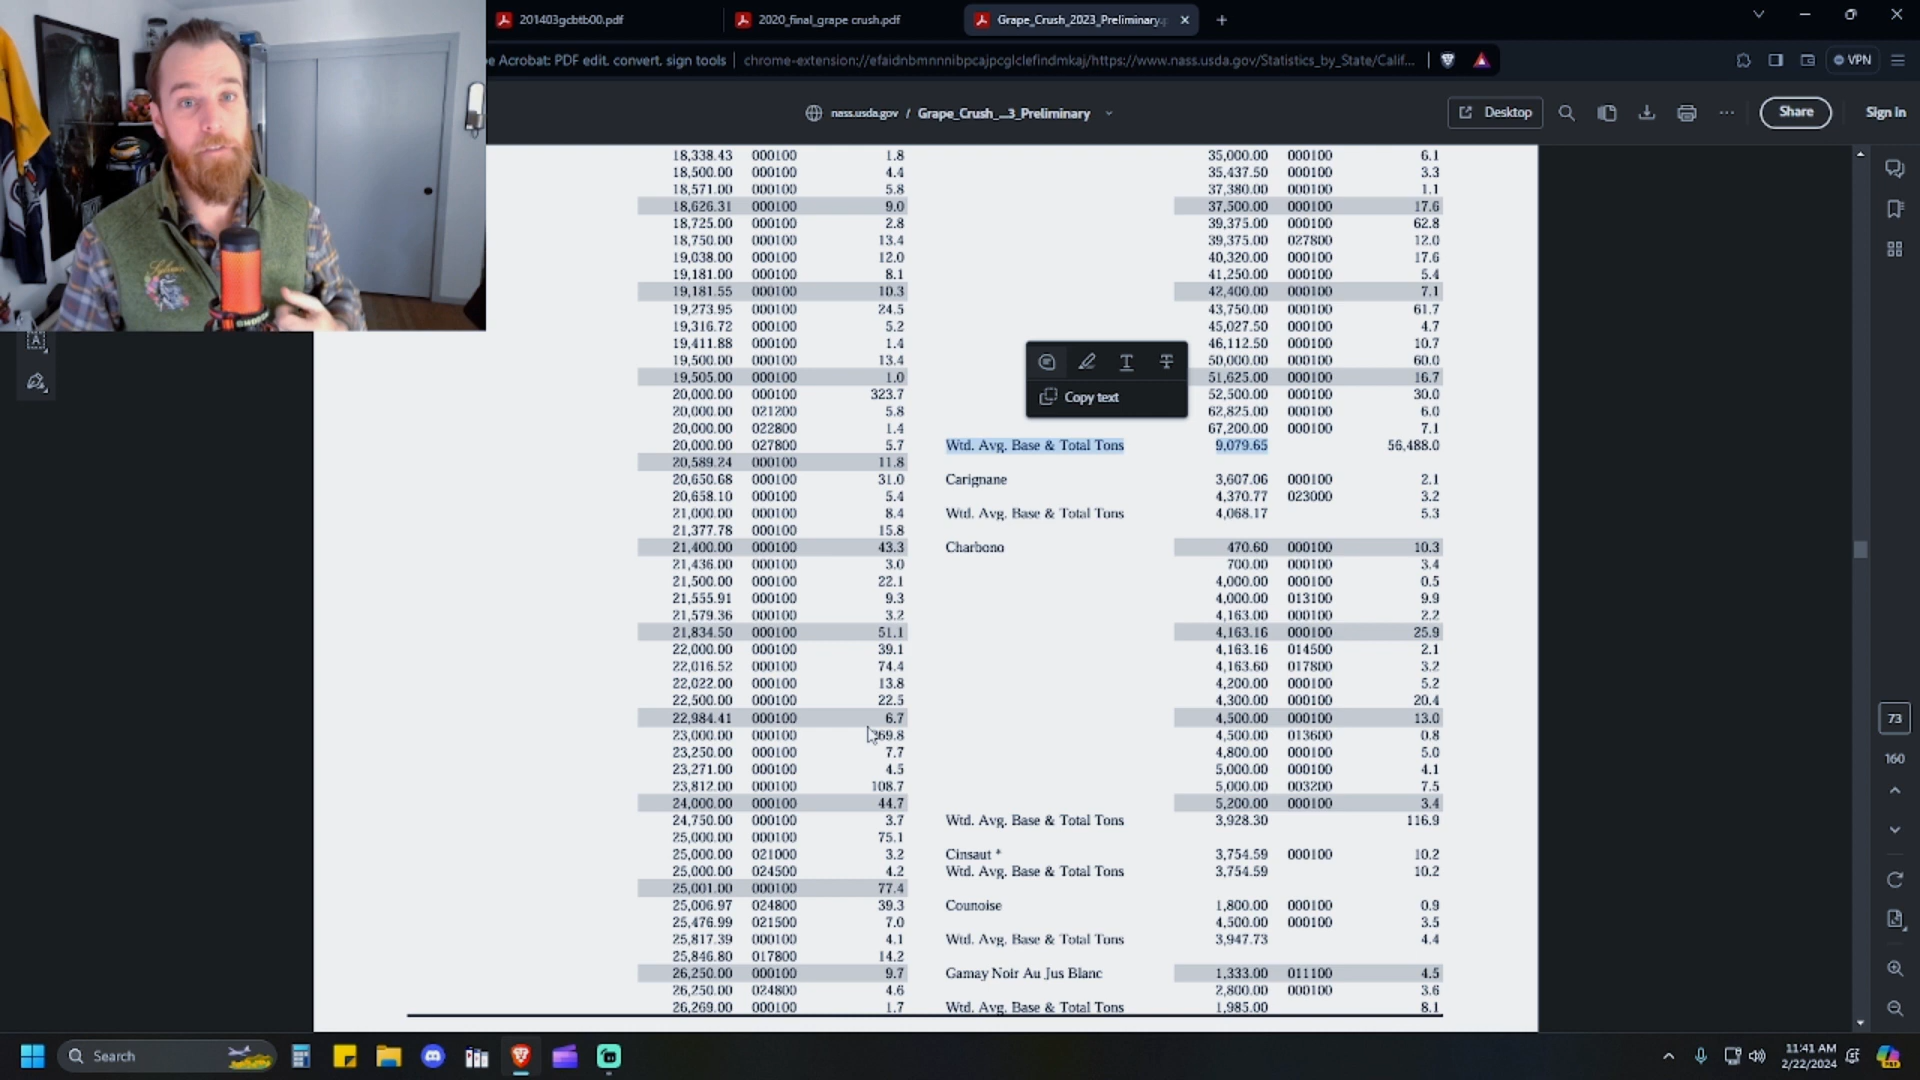 201403gcbtb00.pdf
2020_final_grape crush.pdf
Grape_Crush_2023_Preliminary.
Acrobat: PDF edit, convert, sign tools
chrome-extension://efaidnbmnnnibpcajpcglclefindmkaj/https://www.nass.usda.gov/Statistics_by_State/Calif...
VPN
nass.usda.gov / Grape_Crush_...3_Preliminary
Desktop
Share
Sign in
18,338.43 000100 1.8 35,000.00 000100 6.1
18,500.00 000100 4.4 35,437.50 000100 3.3
18,571.00 000100 5.8 37,380.00 000100 1.1
18,626.31 000100 9.0 37,500.00 000100 17.6
18,725.00 000100 2.8 39,375.00 000100 62.8
18,750.00 000100 13.4 39,375.00 027800 12.0
19,038.00 000100 12.0 40,320.00 000100 17.6
19,181.00 000100 8.1 41,250.00 000100 5.4
19,181.55 000100 10.3 42,400.00 000100 7.1
19,273.95 000100 24.5 43,750.00 000100 61.7
19,316.72 000100 5.2 45,027.50 000100 4.7
19,411.88 000100 1.4 46,112.50 000100 10.7
19,500.00 000100 13.4 50,000.00 000100 60.0
19,505.00 000100 1.0 51,625.00 000100 16.7
20,000.00 000100 323.7 Copy text 52,500.00 000100 30.0
20,000.00 021200 5.8 62,825.00 000100 6.0
20,000.00 022800 1.4 67,200.00 000100 7.1
20,000.00 027800 5.7 Wtd. Avg. Base & Total Tons 9,079.65 56,488.0
20,589.24 000100 11.8
20,650.68 000100 31.0 Carignane 3,607.06 000100 2.1
20,658.10 000100 5.4 4,370.77 023000 3.2
21,000.00 000100 8.4 Wtd. Avg. Base & Total Tons 4,068.17 5.3
21,377.78 000100 15.8
21,400.00 000100 43.3 Charbono 470.60 000100 10.3
21,436.00 000100 3.0 700.00 000100 3.4
21,500.00 000100 22.1 4,000.00 000100 0.5
21,555.91 000100 9.3 4,000.00 013100 9.9
21,579.36 000100 3.2 4,163.00 000100 2.2
21,834.50 000100 51.1 4,163.16 000100 25.9
22,000.00 000100 39.1 4,163.16 014500 2.1
22,016.52 000100 74.4 4,163.60 017800 3.2
22,022.00 000100 13.8 4,200.00 000100 5.2
22,500.00 000100 22.5 4,300.00 000100 20.4
22,984.41 000100 6.7 4,500.00 000100 13.0
23,000.00 000100 69.8 4,500.00 013600 0.8
23,250.00 000100 7.7 4,800.00 000100 5.0
23,271.00 000100 4.5 5,000.00 000100 4.1
23,812.00 000100 108.7 5,000.00 003200 7.5
24,000.00 000100 44.7 5,200.00 000100 3.4
24,750.00 000100 3.7 Wtd. Avg. Base & Total Tons 3,928.30 116.9
25,000.00 000100 75.1
25,000.00 021000 3.2 Cinsaut * 3,754.59 000100 10.2
25,000.00 024500 4.2 Wtd. Avg. Base & Total Tons 3,754.59 10.2
25,001.00 000100 77.4
25,006.97 024800 39.3 Counoise 1,800.00 000100 0.9
25,476.99 021500 7.0 4,500.00 000100 3.5
25,817.39 000100 4.1 Wtd. Avg. Base & Total Tons 3,947.73 4.4
25,846.80 017800 14.2
26,250.00 000100 9.7 Gamay Noir Au Jus Blanc 1,333.00 011100 4.5
26,250.00 024800 4.6 2,800.00 000100 3.6
26,269.00 000100 1.7 Wtd. Avg. Base & Total Tons 1,985.00 8.1
73
160
Search
11:41 AM
2/22/2024